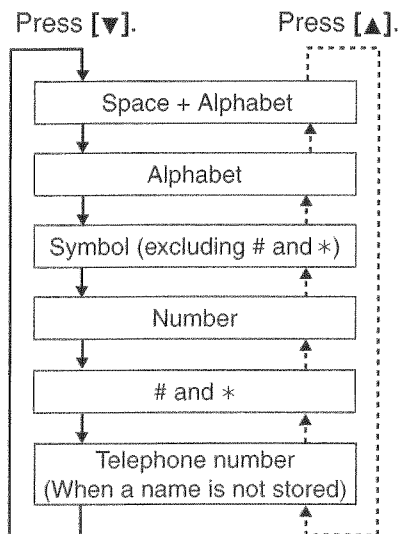 Press [▼]. Press [▲].
Space + Alphabet
Alphabet
Symbol (excluding # and ∗)
Number
# and ∗
Telephone number
(When a name is not stored)